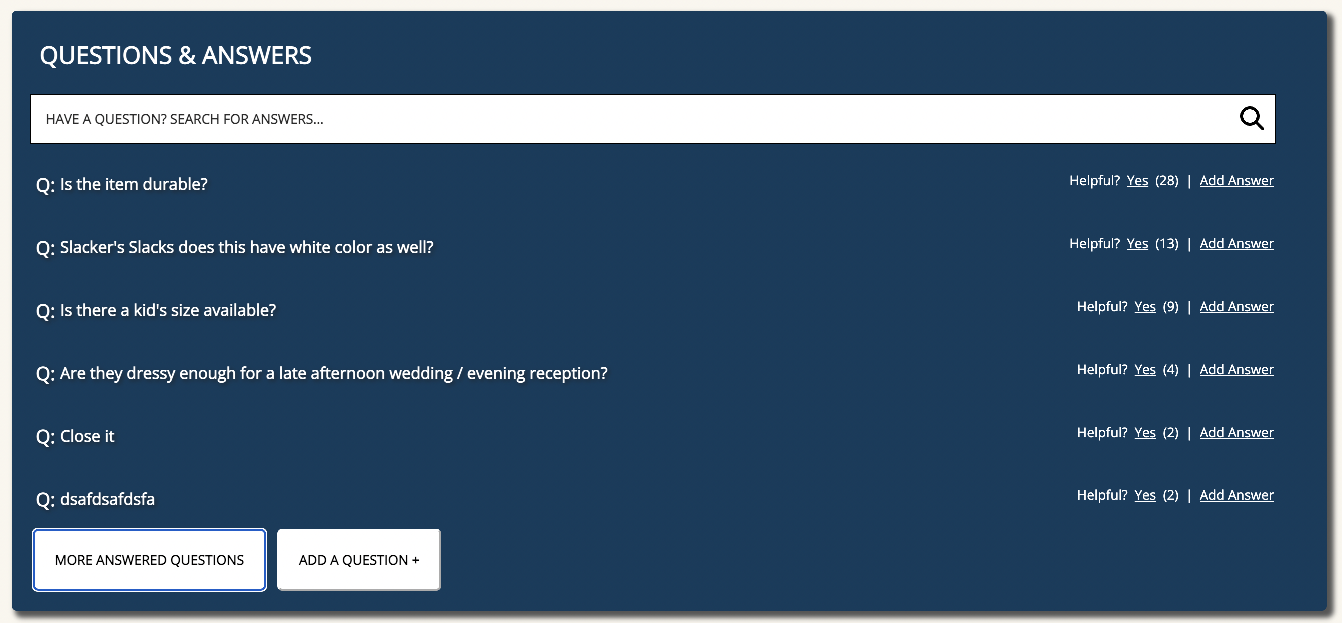 QUESTIONS & ANSWERS
HAVE A QUESTION? SEARCH FOR ANSWERS...
Q: Is the item durable? Helpful? Yes (28) | Add Answer
Q: Slacker's Slacks does this have white color as well? Helpful? Yes (13) | Add Answer
Q: Is there a kid's size available? Helpful? Yes (9) | Add Answer
Q: Are they dressy enough for a late afternoon wedding / evening reception? Helpful? Yes (4) | Add Answer
Q: Close it Helpful? Yes (2) | Add Answer
Q: dsafdsafdsfa Helpful? Yes (2) | Add Answer
MORE ANSWERED QUESTIONS ADD A QUESTION +